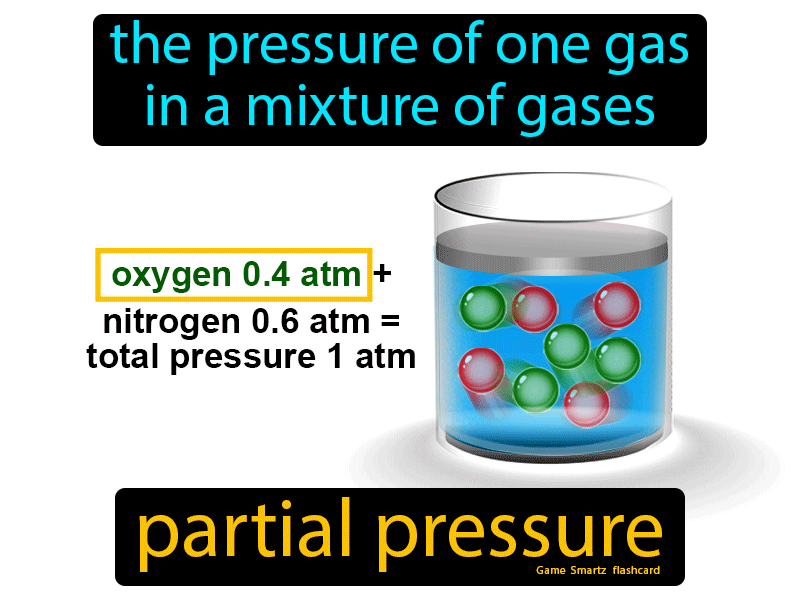 the pressure of one gas
in a mixture of gases
oxygen 0.4 atm +
nitrogen 0.6 atm =
total pressure 1 atm
partial pressure
Game Smartz flashcard